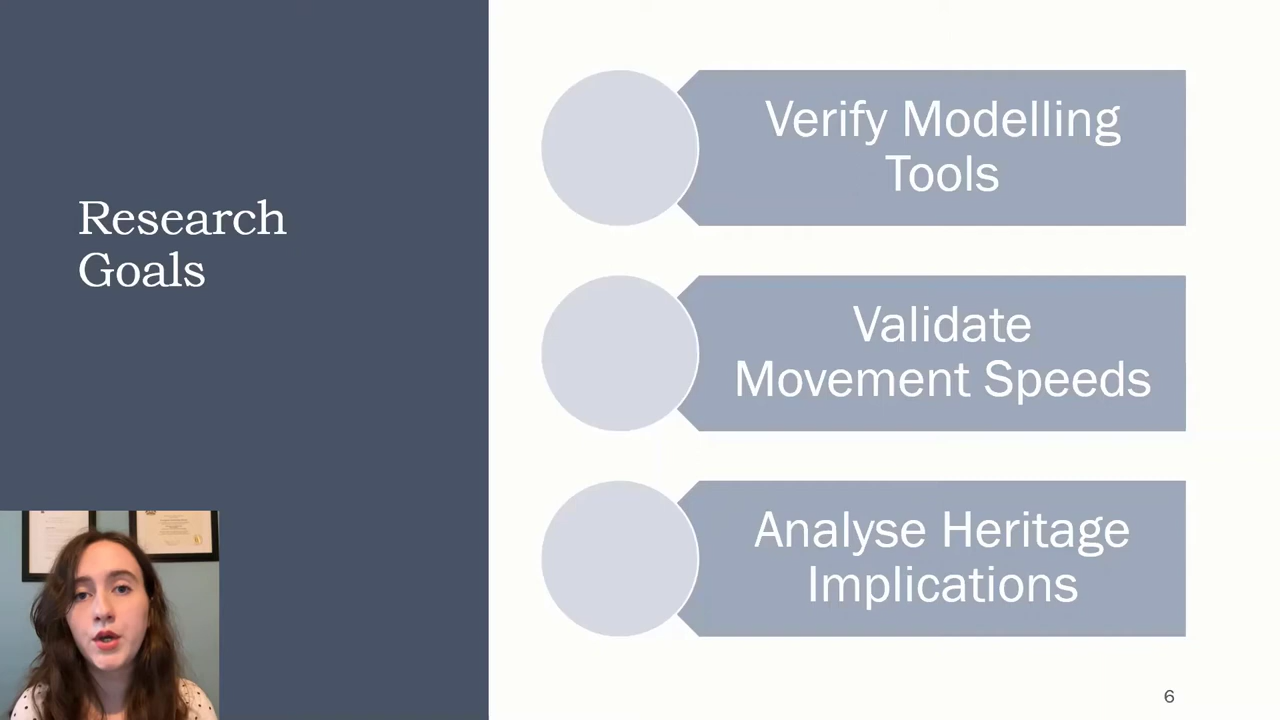 Research
Goals
Verify Modelling
Tools
Validate
Movement Speeds
Analyse Heritage
Implications
6